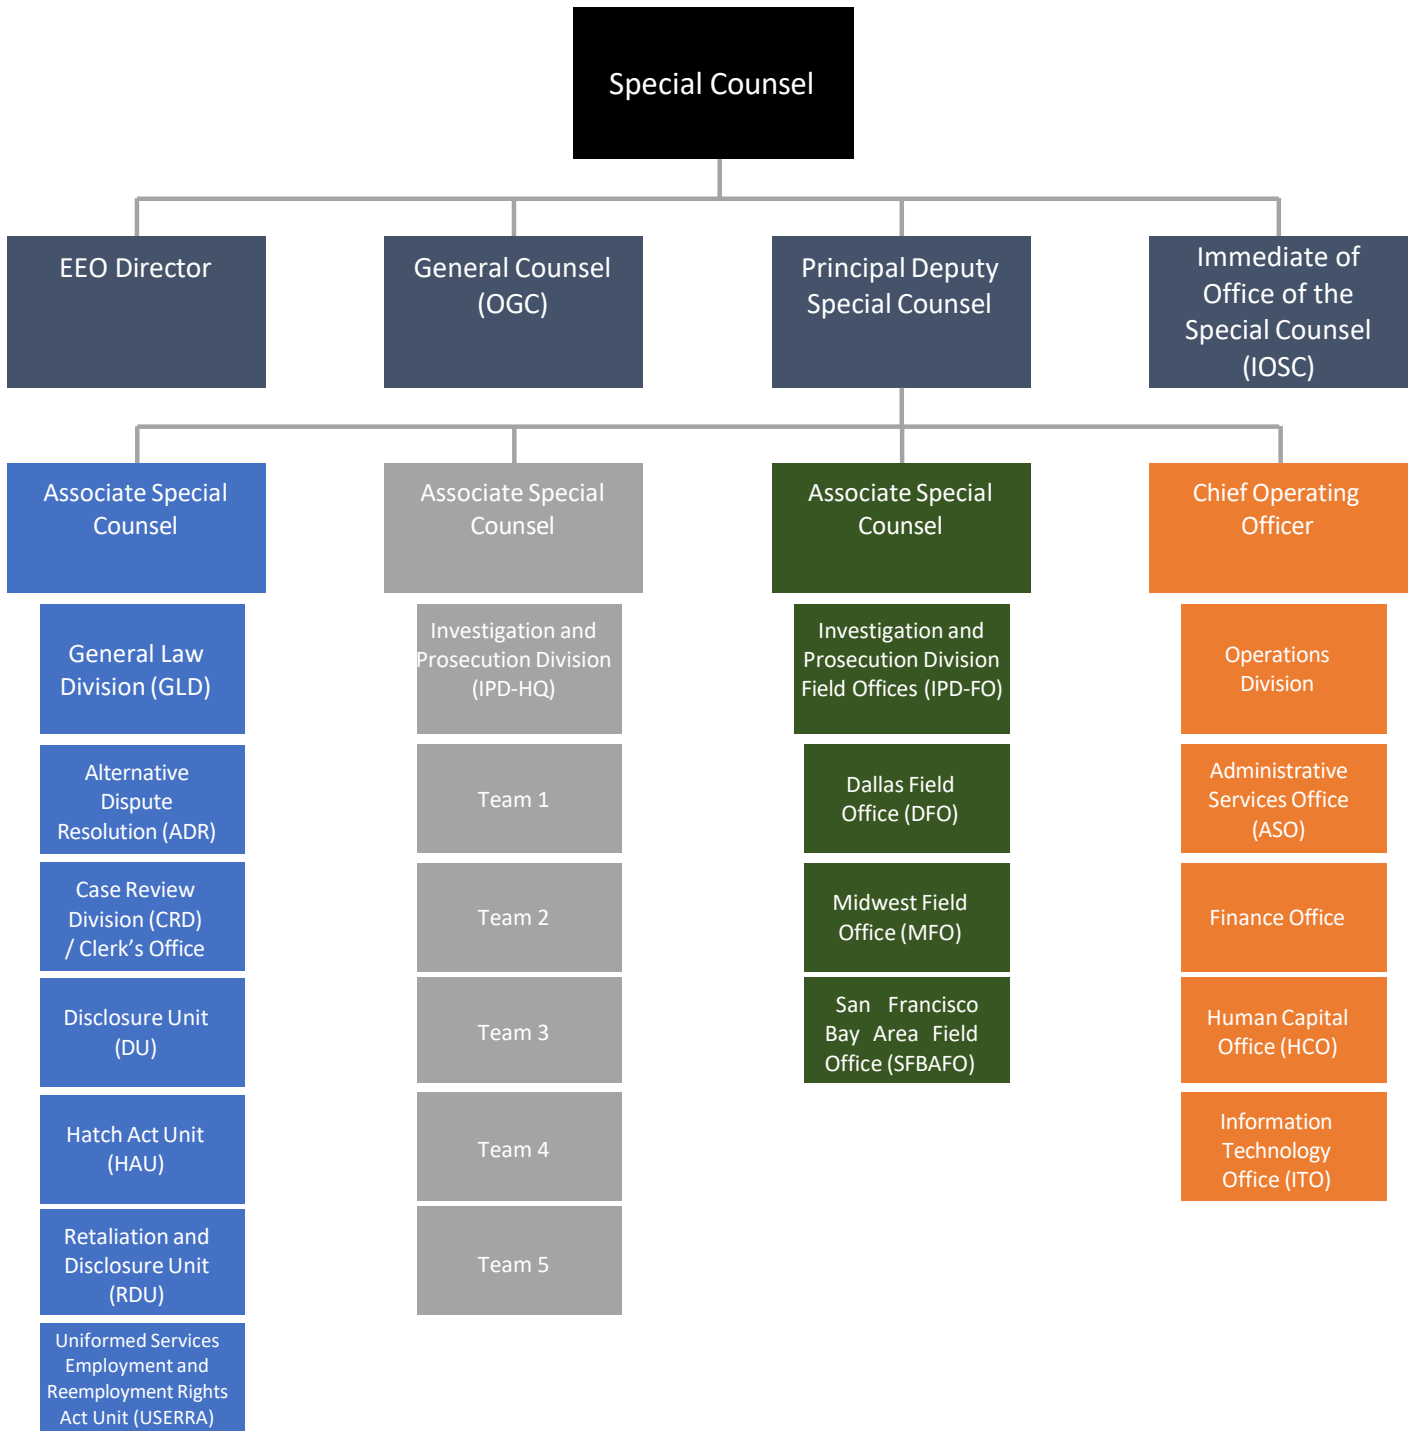 Special Counsel
EEO Director
General Counsel
(OGC)
Principal Deputy
Special Counsel
Immediate of
Office of the
Special Counsel
(IOSC)
Associate Special
Counsel
Associate Special
Counsel
Associate Special
Counsel
Chief Operating
Officer
General Law
Division (GLD)
Investigation and
Prosecution Division
(IPD-HQ)
Investigation and
Prosecution Division
Field Offices (IPD-FO)
Operations
Division
Alternative
Dispute
Resolution (ADR)
Team 1
Dallas Field
Office (DFO)
Administrative
Services Office
(ASO)
Case Review
Division (CRD)
/ Clerk’s Office
Team 2
Midwest Field
Office (MFO)
Finance Office
Disclosure Unit
(DU)
Team 3
San Francisco
Bay Area Field
Office (SFBAFO)
Human Capital
Office (HCO)
Hatch Act Unit
(HAU)
Team 4
Information
Technology
Office (ITO)
Retaliation and
Disclosure Unit
(RDU)
Team 5
Uniformed Services
Employment and
Reemployment Rights
Act Unit (USERRA)